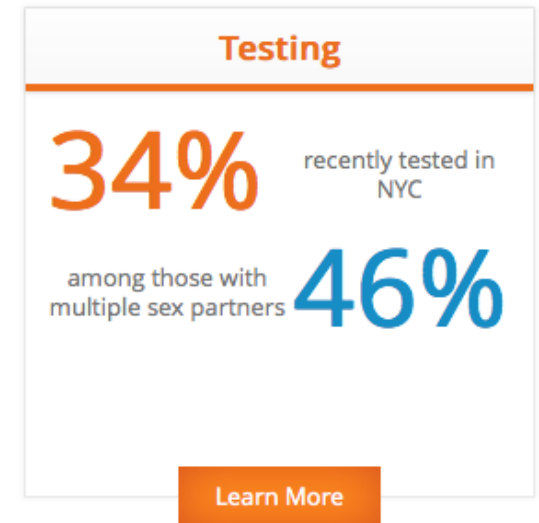 Testing
34% recently tested in
NYC
among those with
multiple sex partners 46%
Learn More